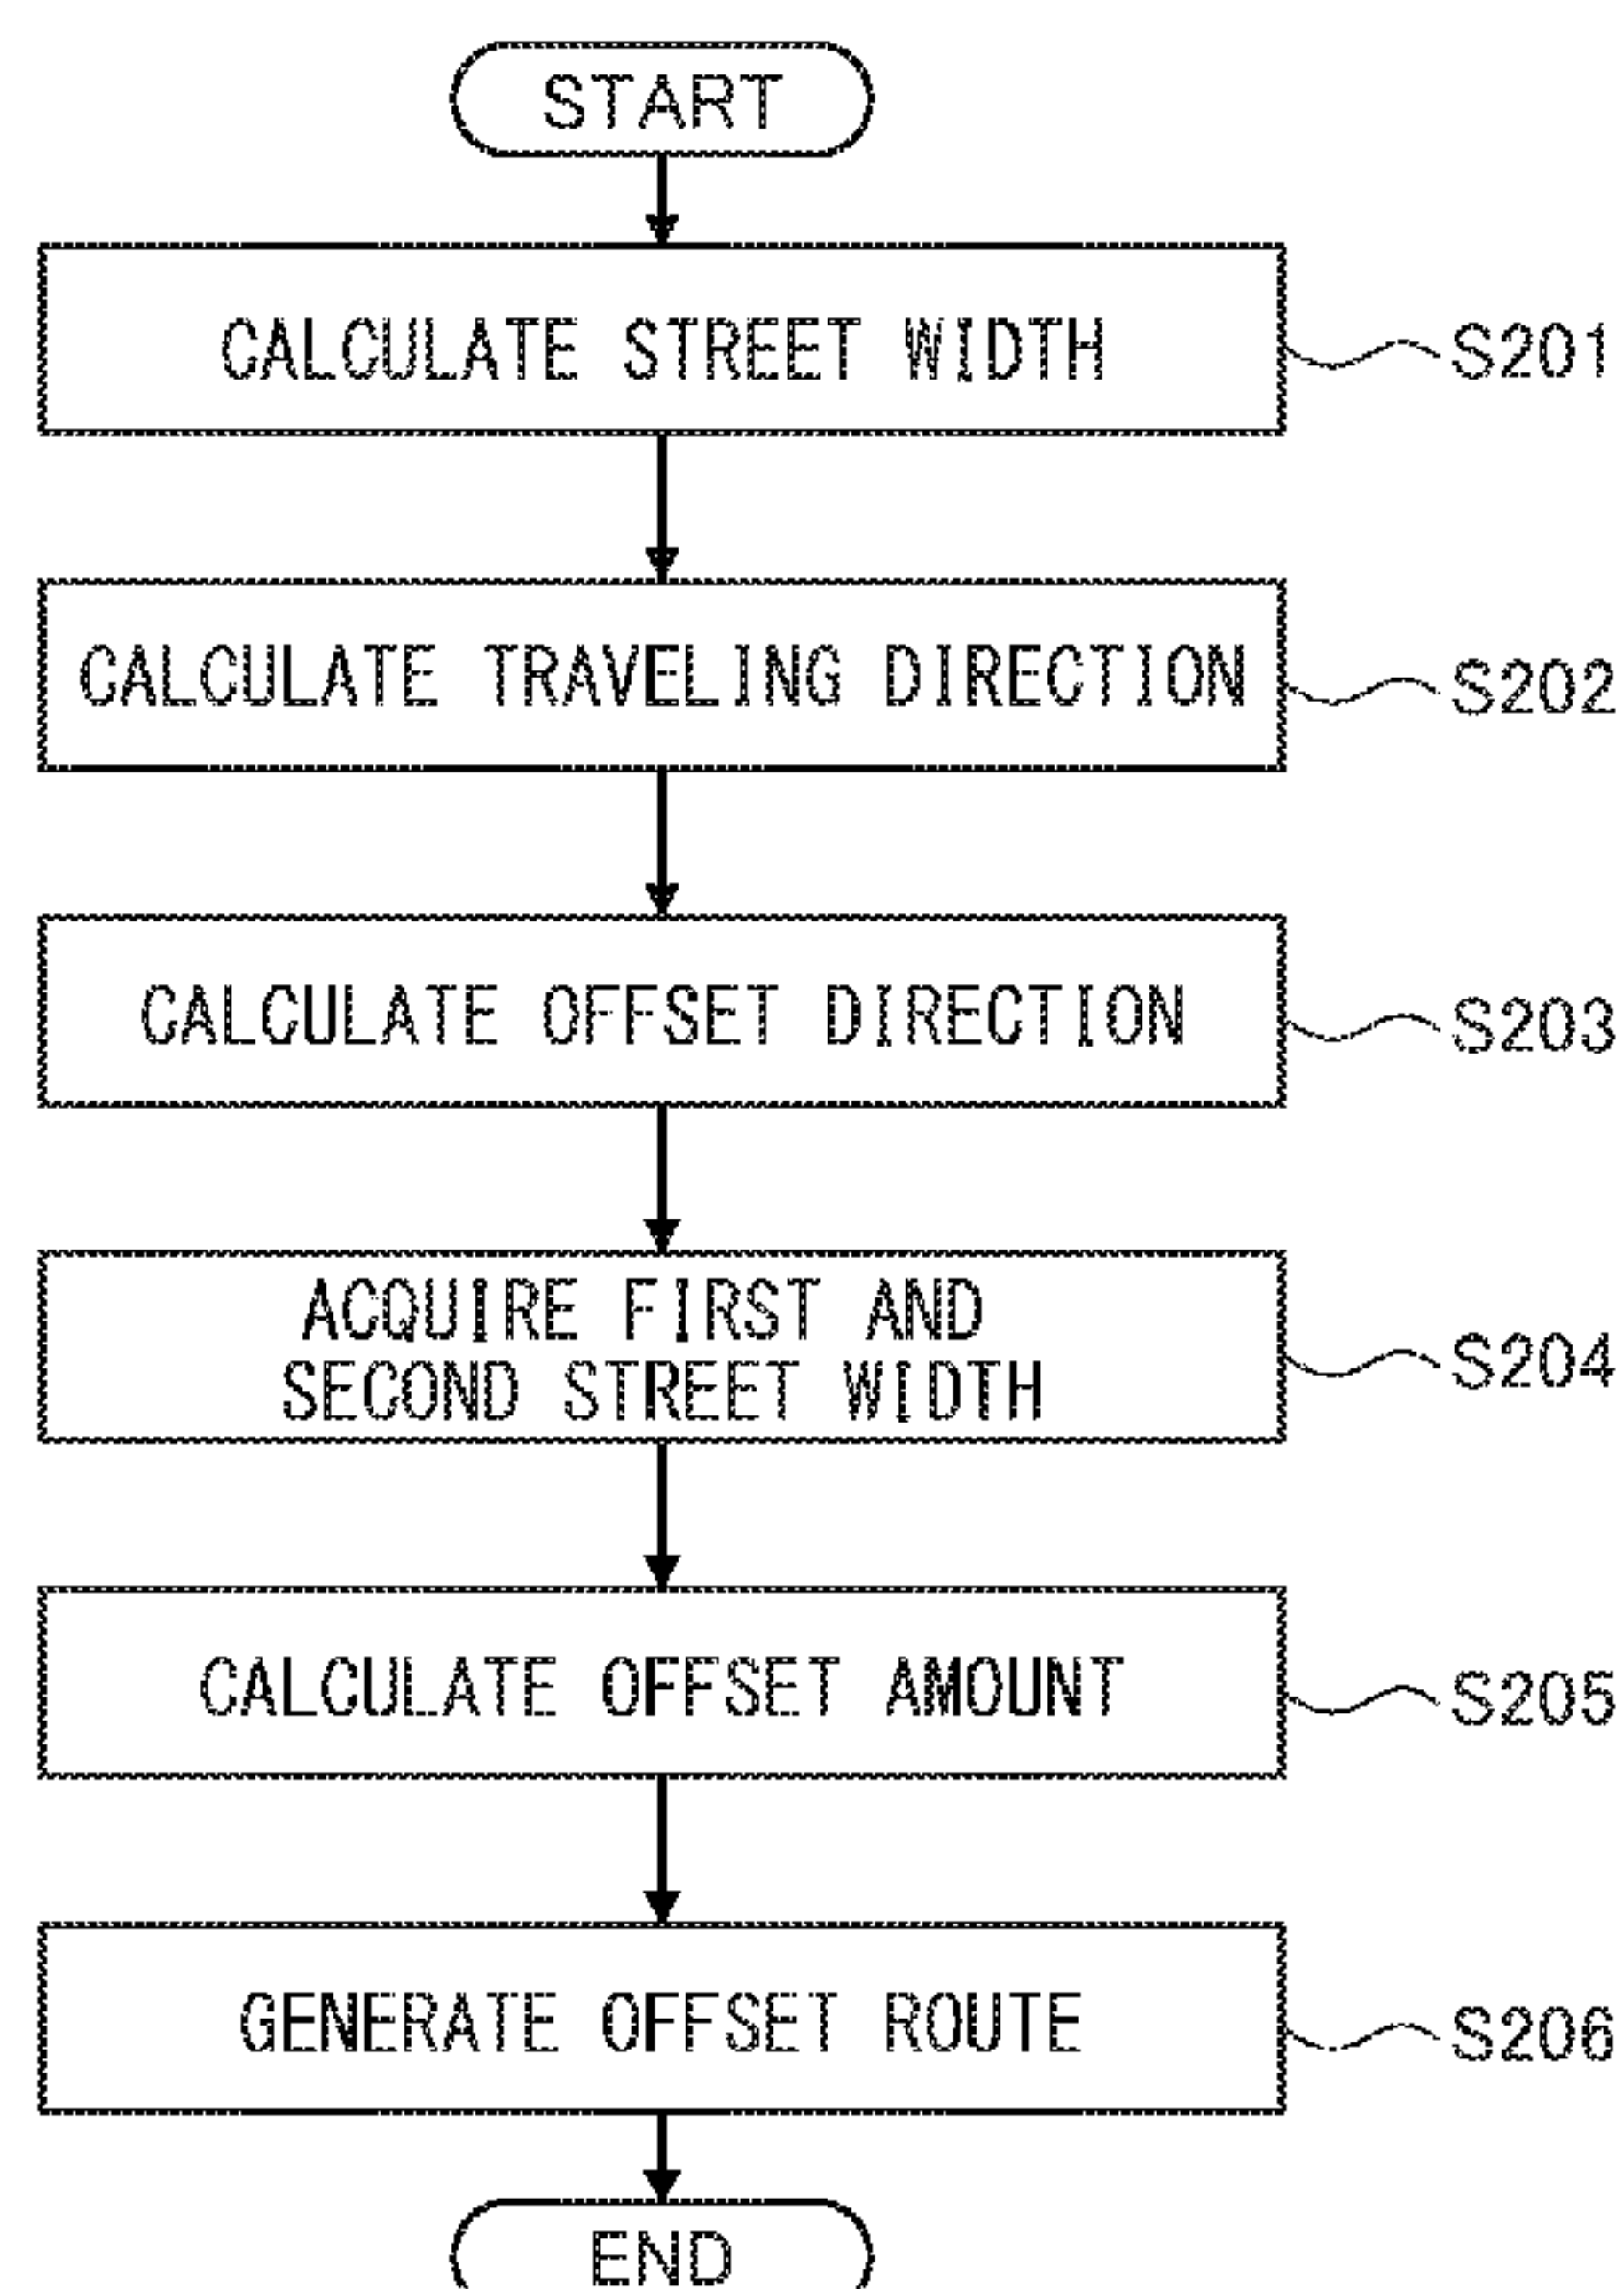 START
CALCULATE STREET WIDTH
S201
CALCULATE TRAVELING DIRECTION
S202
CALCULATE OFFSET DIRECTION
S203
ACQUIRE FIRST AND
SECOND STREET WIDTH
S204
CALCULATE OFFSET AMOUNT
S205
GENERATE OFFSET ROUTE
S206
END